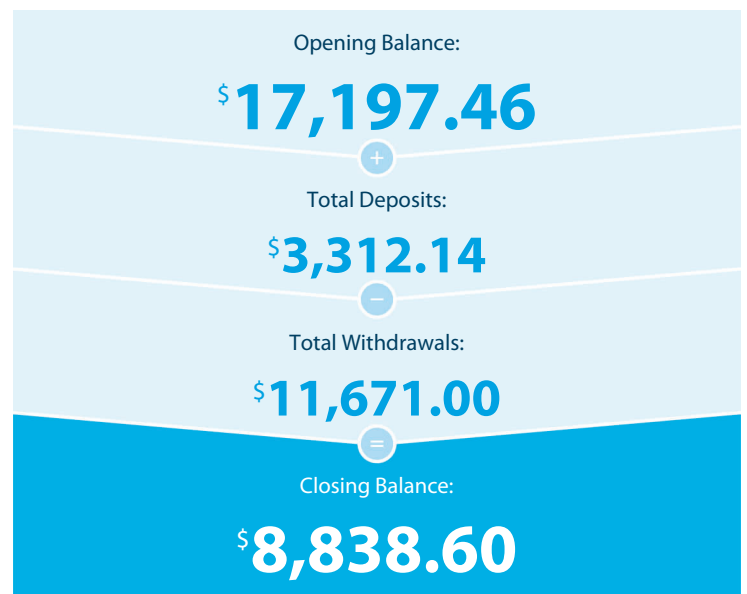 Opening Balance:
$17,197.46
+
Total Deposits:
$3,312.14
−
Total Withdrawals:
$11,671.00
=
Closing Balance:
$8,838.60